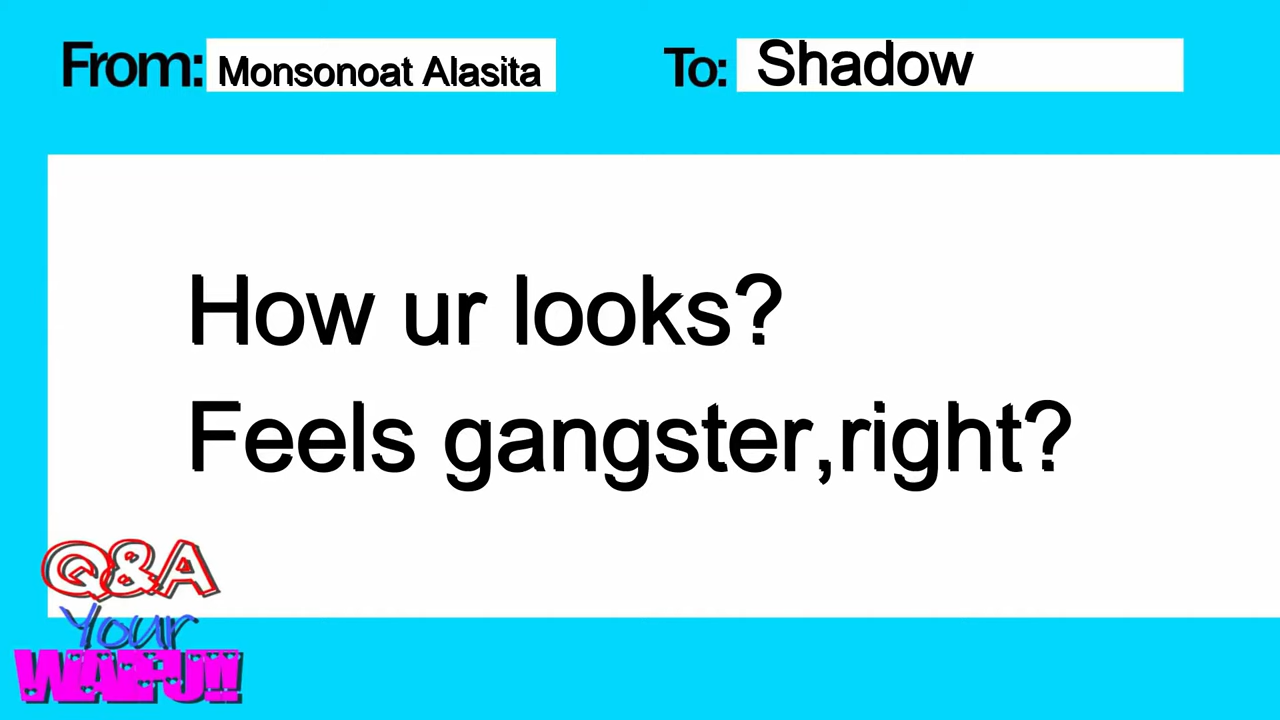 From: Monsonoat Alasita To: Shadow
How ur looks?
Feels gangster,right?
Q&A
Your
WAIFU!!